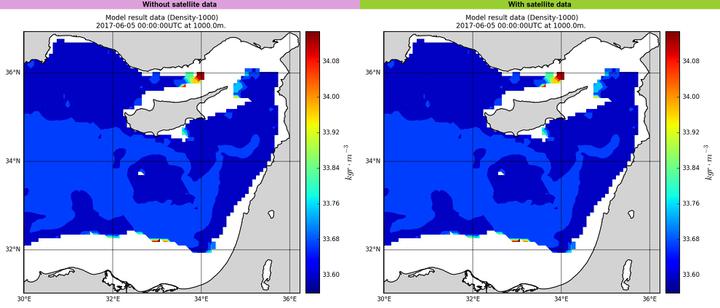 Without satellite data
With satellite data
Model result data (Density-1000)
2017-06-05 00:00:00UTC at 1000.0m.
36°N
34°N
32°N
30°E
32°E
34°E
36°E
34.08
34.00
33.92
33.84
33.76
33.68
33.60
kgr · m⁻³
Model result data (Density-1000)
2017-06-05 00:00:00UTC at 1000.0m.
36°N
34°N
32°N
30°E
32°E
34°E
36°E
34.08
34.00
33.92
33.84
33.76
33.68
33.60
kgr · m⁻³